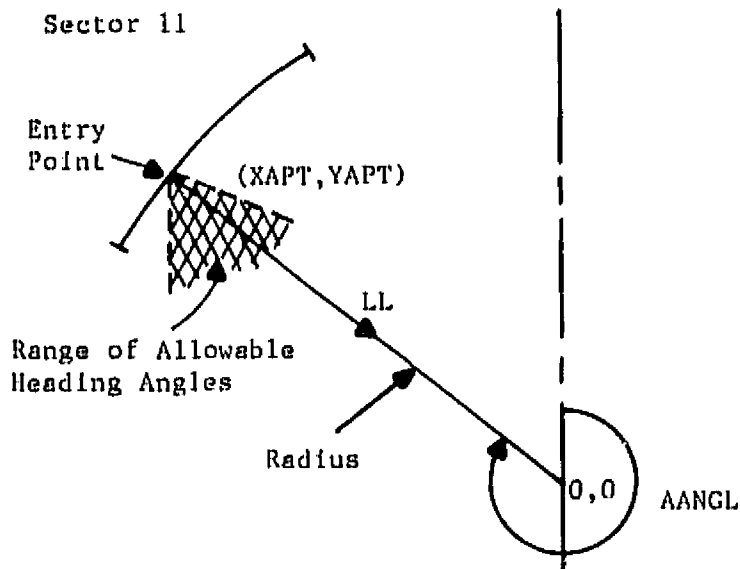 Sector 11
Entry
Point
(XAPT,YAPT)
LL
Range of Allowable
Heading Angles
Radius
0,0
AANGL